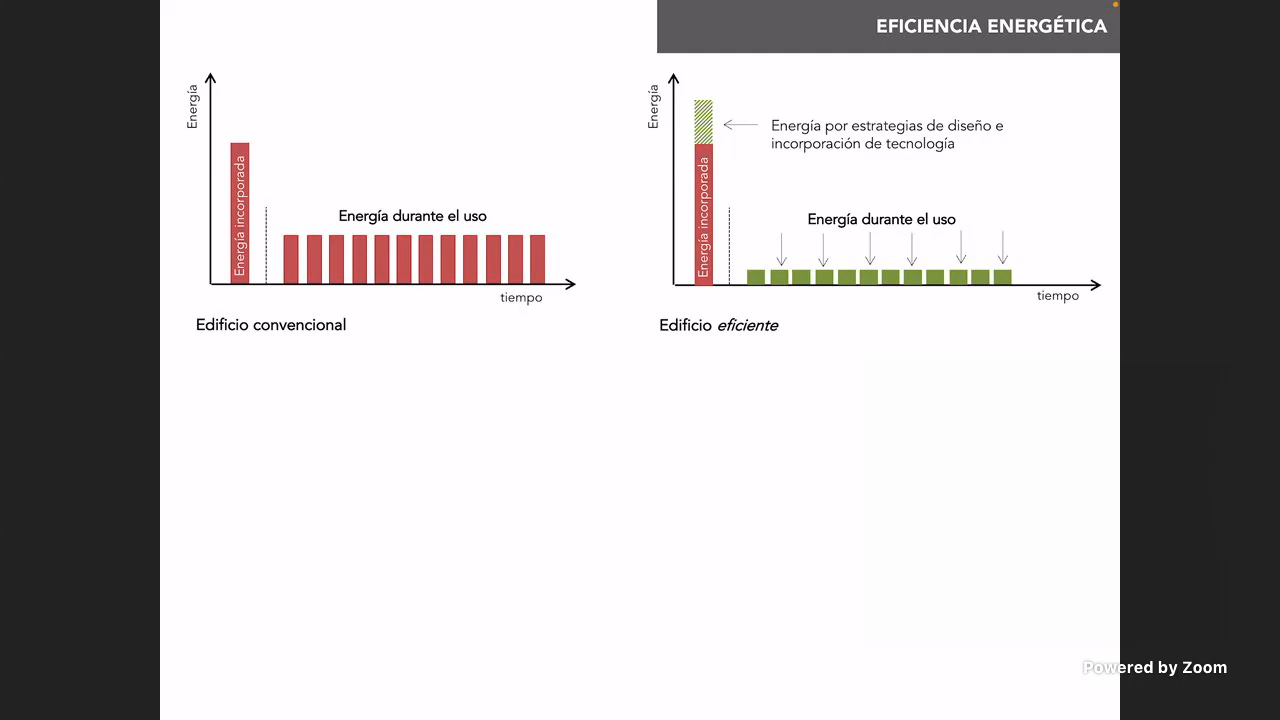 EFICIENCIA ENERGÉTICA
Energía
Energía incorporada
Energía durante el uso
tiempo
Edificio convencional
Energía
Energía por estrategias de diseño e
incorporación de tecnología
Energía incorporada
Energía durante el uso
tiempo
Edificio eficiente
Powered by Zoom